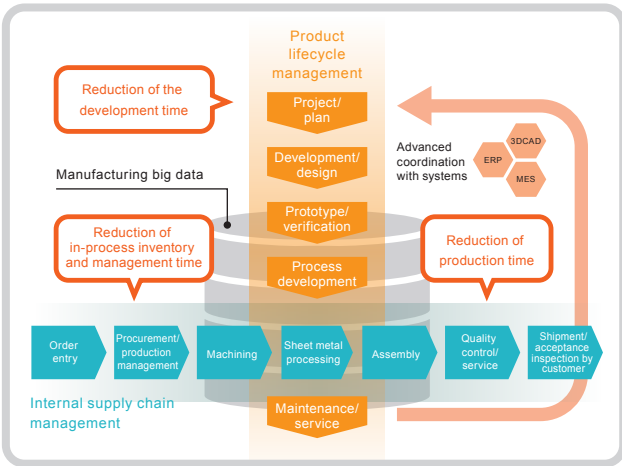 Product
lifecycle
management
Reduction of the
development time
Project/
plan
Advanced
coordination
with systems
3DCAD
ERP
MES
Development/
design
Manufacturing big data
Prototype/
verification
Reduction of
in-process inventory
and management time
Reduction of
production time
Process
development
Order
entry
Procurement/
production
management
Machining
Sheet metal
processing
Assembly
Quality
control/
service
Shipment/
acceptance
inspection by
customer
Internal supply chain
management
Maintenance/
service